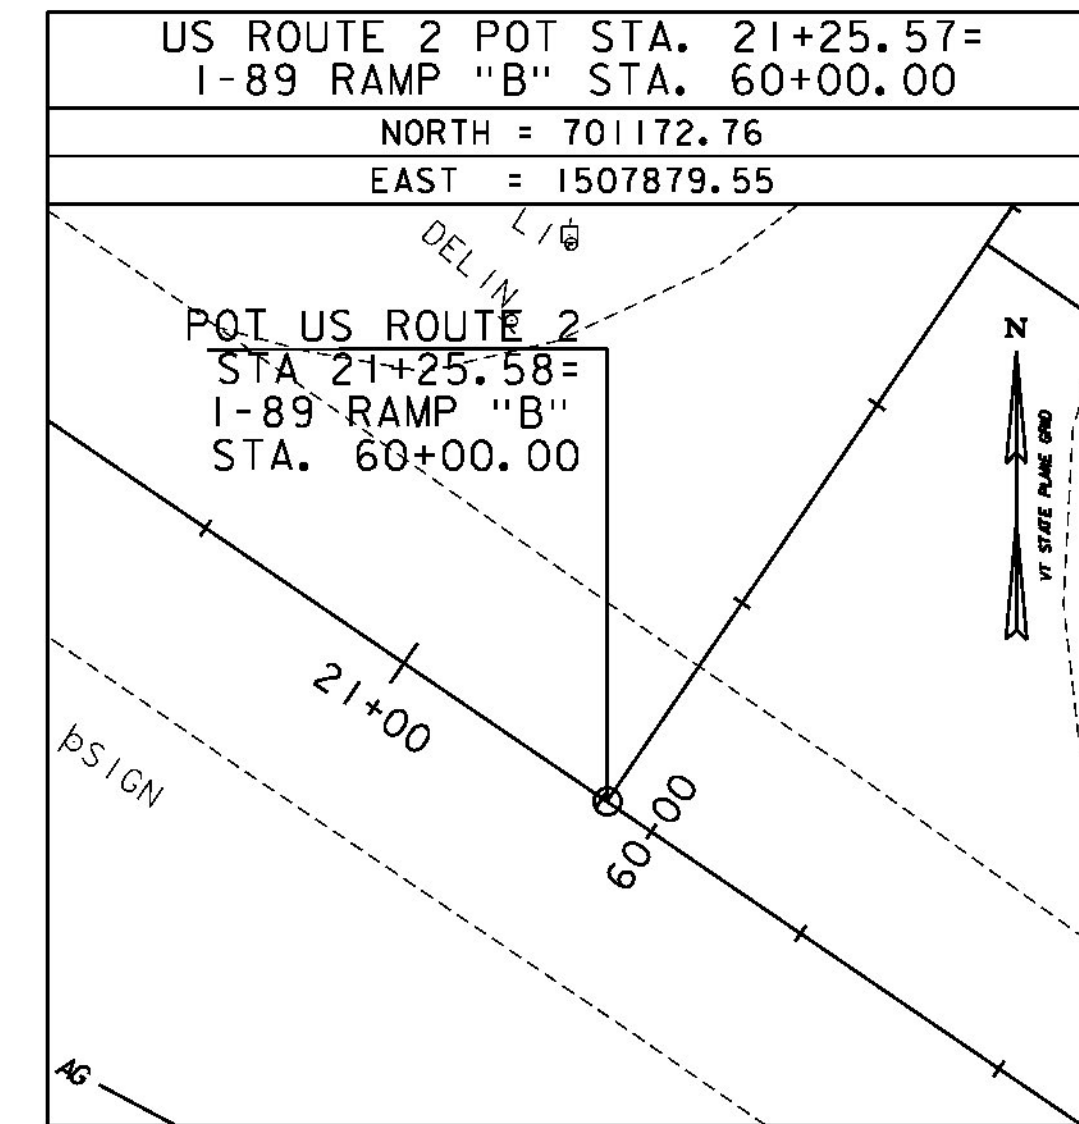 US ROUTE 2 POT STA. 21+25.57=
I-89 RAMP "B" STA. 60+00.00
NORTH = 701172.76
EAST = 1507879.55
LI
DELIN
POT US ROUTE 2
STA 21+25.58=
I-89 RAMP "B"
STA. 60+00.00
N
VT STATE PLANE GRID
21+00
SIGN
60+00
AG